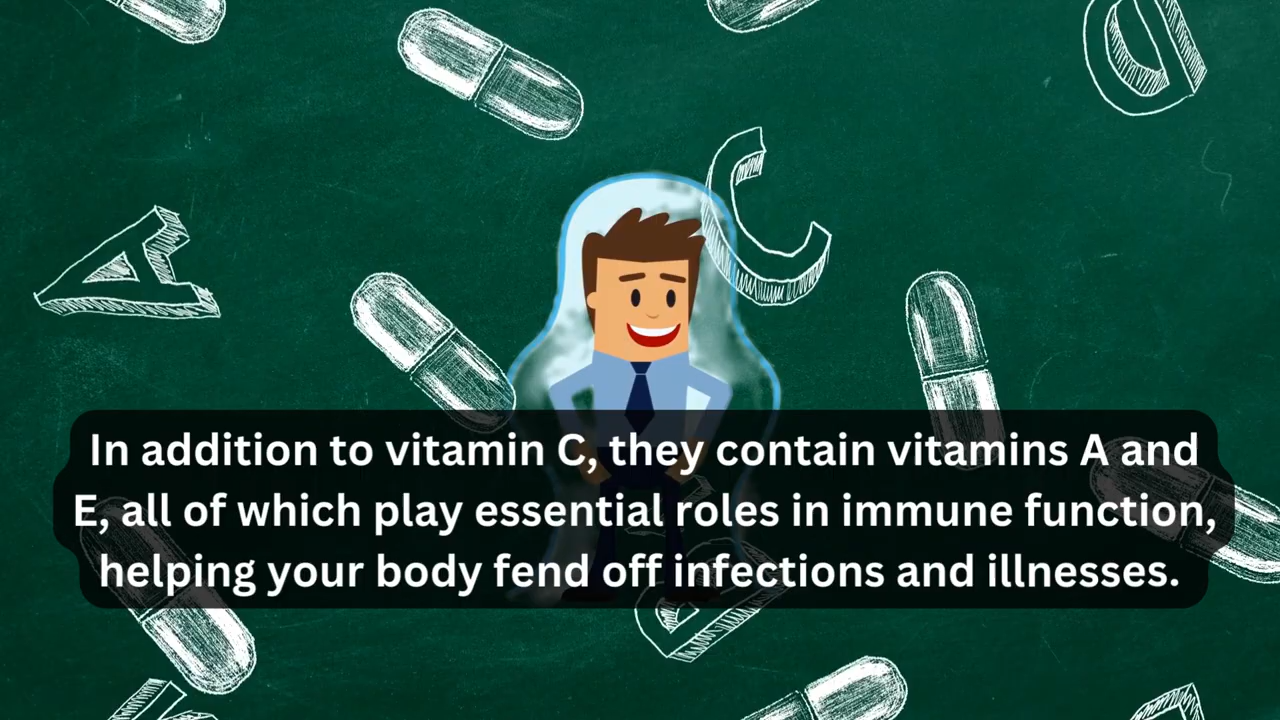 D
C
A
In addition to vitamin C, they contain vitamins A and
E, all of which play essential roles in immune function,
helping your body fend off infections and illnesses.